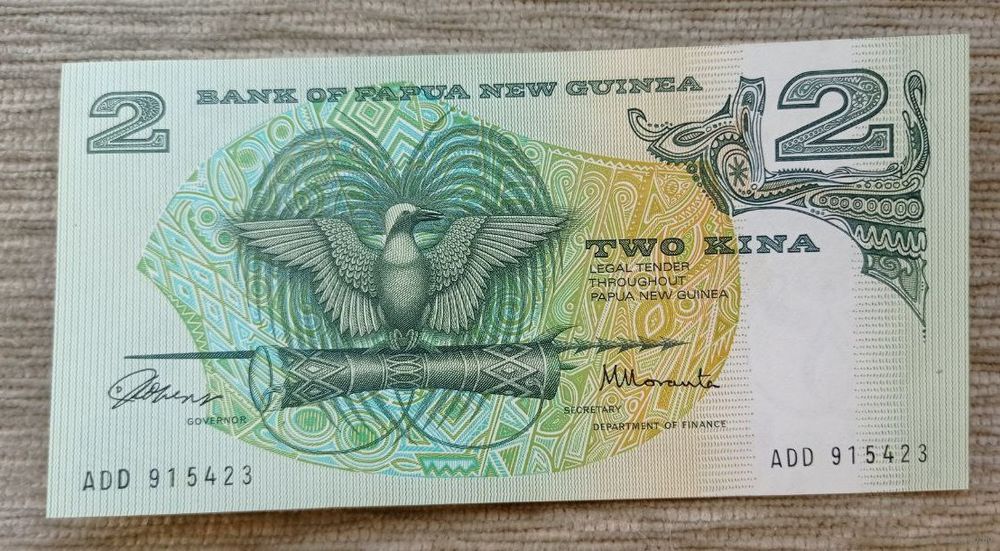 2
BANK OF PAPUA NEW GUINEA
2
TWO KINA
LEGAL TENDER
THROUGHOUT
PAPUA NEW GUINEA
MMorauta
GOVERNOR
SECRETARY
DEPARTMENT OF FINANCE
ADD 915423
ADD 915423